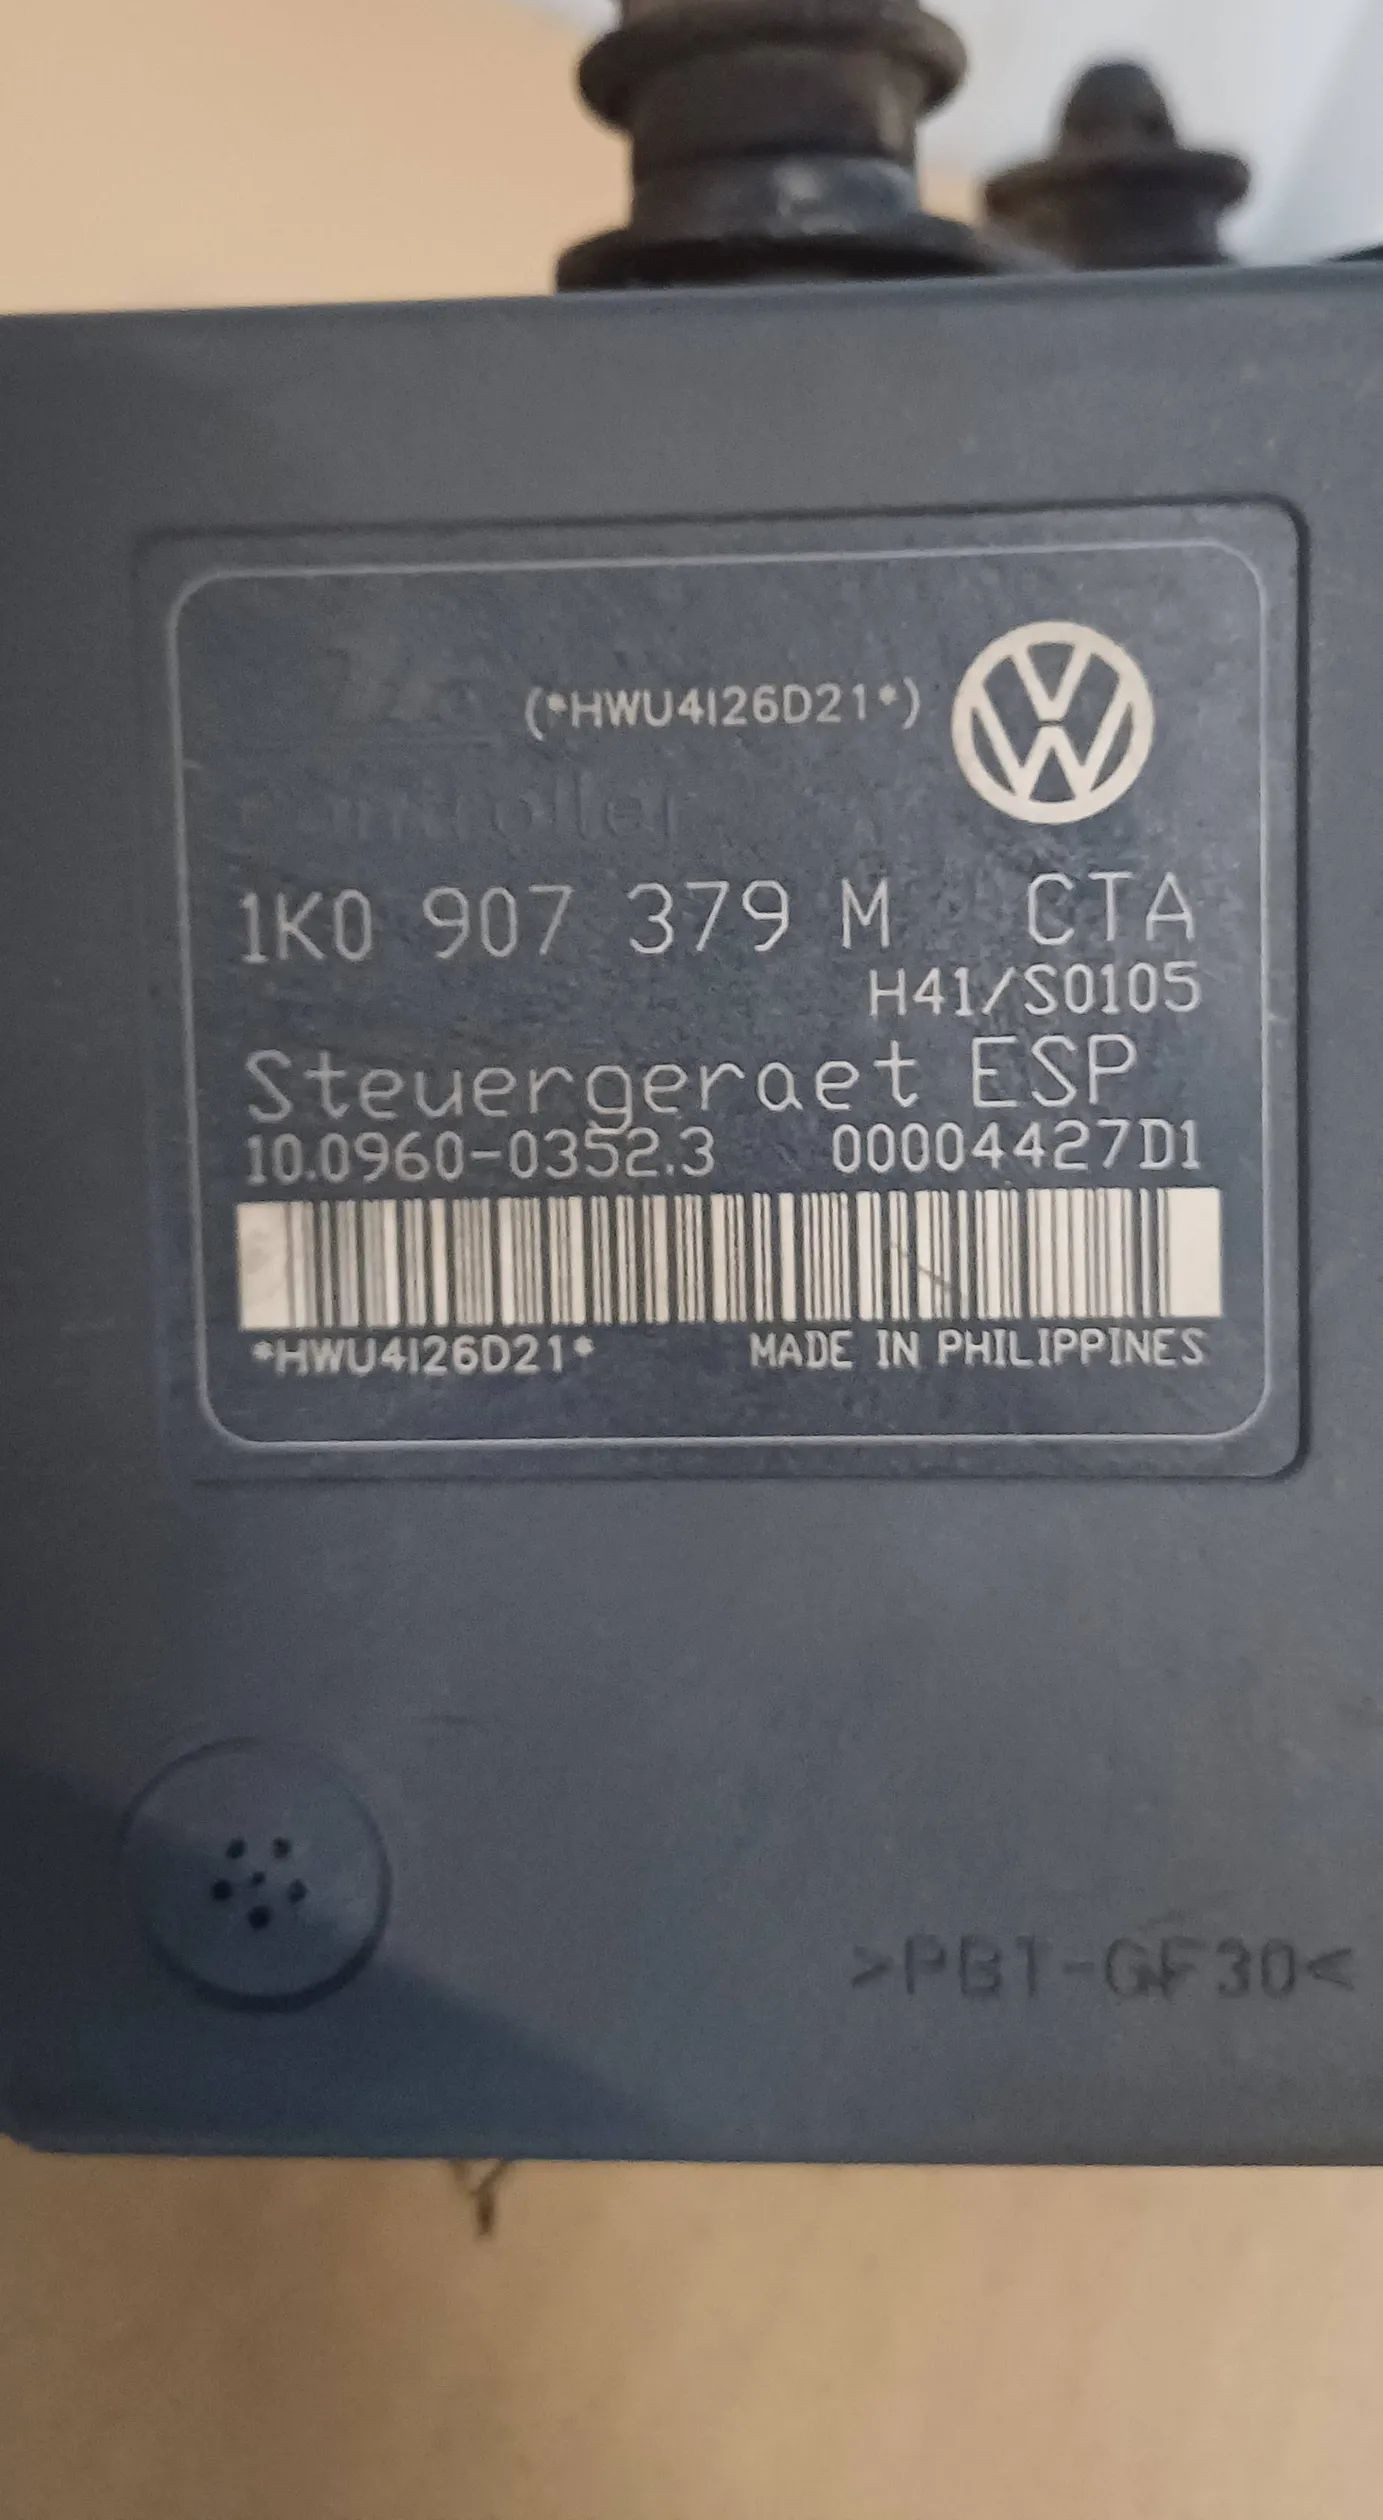 (*HWU4I26D21*)
Controller
1K0 907 379 M CTA
H41/S0105
Steuergeraet ESP
10.0960-0352.3 00004427D1
*HWU4I26D21* MADE IN PHILIPPINES
>PBT-GF30<